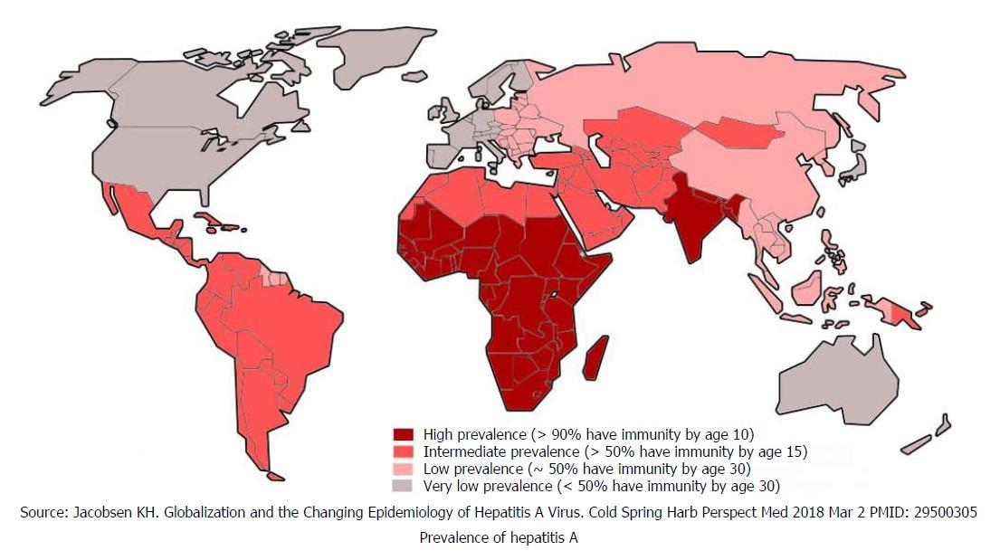 High prevalence (> 90% have immunity by age 10)
Intermediate prevalence (> 50% have immunity by age 15)
Low prevalence (~ 50% have immunity by age 30)
Very low prevalence (< 50% have immunity by age 30)
Source: Jacobsen KH. Globalization and the Changing Epidemiology of Hepatitis A Virus. Cold Spring Harb Perspect Med 2018 Mar 2 PMID: 29500305
Prevalence of hepatitis A